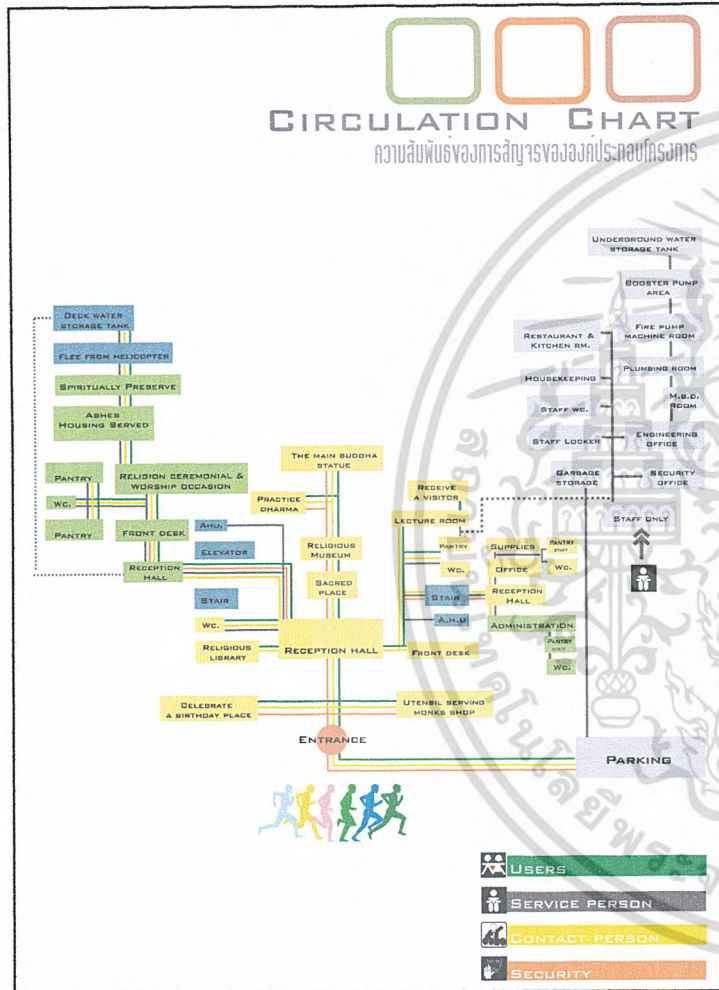 CIRCULATION CHART
ความสัมพันธ์ของการสัญจรขององค์ประกอบโครงการ
UNDERGROUND WATER
STORAGE TANK
BOOSTER PUMP
AREA
FIRE PUMP
MACHINE ROOM
PLUMBING ROOM
M.B.D.
ROOM
ENGINEERING
OFFICE
SECURITY
OFFICE
RESTAURANT &
KITCHEN RM.
HOUSEKEEPING
STAFF WC.
STAFF LOCKER
GARBAGE
STORAGE
STAFF ONLY
DECK WATER
STORAGE TANK
FLEE FROM HELICOPTER
SPIRITUALLY PRESERVE
ASHES
HOUSING SERVED
RELIGION CEREMONIAL &
WORSHIP OCCASION
PANTRY
WC.
PANTRY
FRONT DESK
RECEPTION
HALL
AHU.
ELEVATOR
STAIR
WC.
RELIGIOUS
LIBRARY
THE MAIN BUDDHA
STATUE
PRACTICE
DHARMA
RELIGIOUS
MUSEUM
SACRED
PLACE
RECEPTION HALL
RECEIVE
A VISITOR
LECTURE ROOM
PANTRY
WC.
SUPPLIES
OFFICE
PANTRY
STAFF
WC.
STAIR
RECEPTION
HALL
A.H.U
ADMINISTRATION
PANTRY
STAFF
WC.
FRONT DESK
CELEBRATE
A BIRTHDAY PLACE
UTENSIL SERVING
MONKS SHOP
ENTRANCE
PARKING
USERS
SERVICE PERSON
CONTACT PERSON
SECURITY